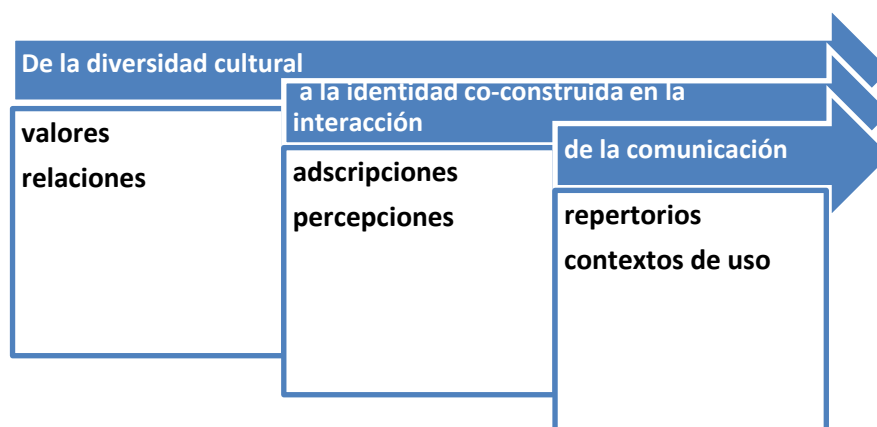 De la diversidad cultural
valores
relaciones
a la identidad co-construida en la
interacción
adscripciones
percepciones
de la comunicación
repertorios
contextos de uso